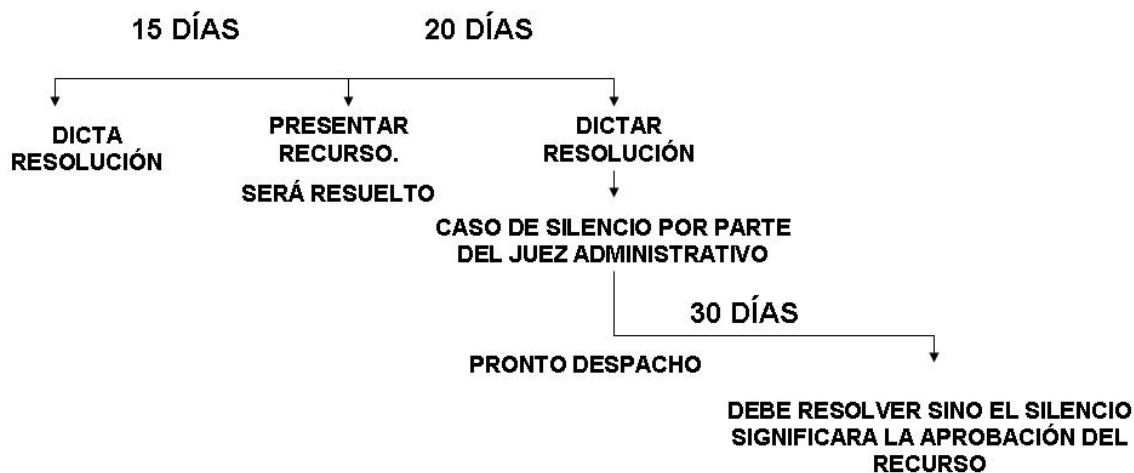 15 DÍAS
20 DÍAS
DICTA
RESOLUCIÓN
PRESENTAR
RECURSO.
SERÁ RESUELTO
DICTAR
RESOLUCIÓN
CASO DE SILENCIO POR PARTE
DEL JUEZ ADMINISTRATIVO
30 DÍAS
PRONTO DESPACHO
DEBE RESOLVER SINO EL SILENCIO
SIGNIFICARA LA APROBACIÓN DEL
RECURSO